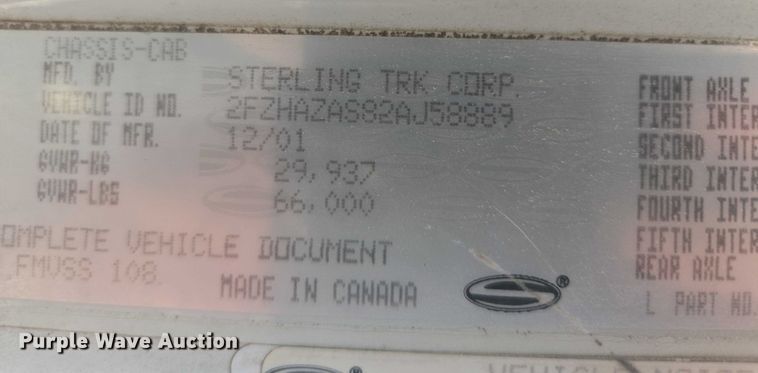 CHASSIS-CAB
MFD. BY STERLING TRK CORP.
VEHICLE ID NO. 2FZHAZAS82AJ58889
DATE OF MFR. 12/01
GVWR-KG 29,937
GVWR-LBS 66,000
OMPLETE VEHICLE DOCUMENT
FMVSS 108.
MADE IN CANADA
S ®
FRONT AXLE
FIRST INTER
SECOND INTE
THIRD INTER
FOURTH INTE
FIFTH INTER
REAR AXLE
L PART NO.
Purple Wave Auction